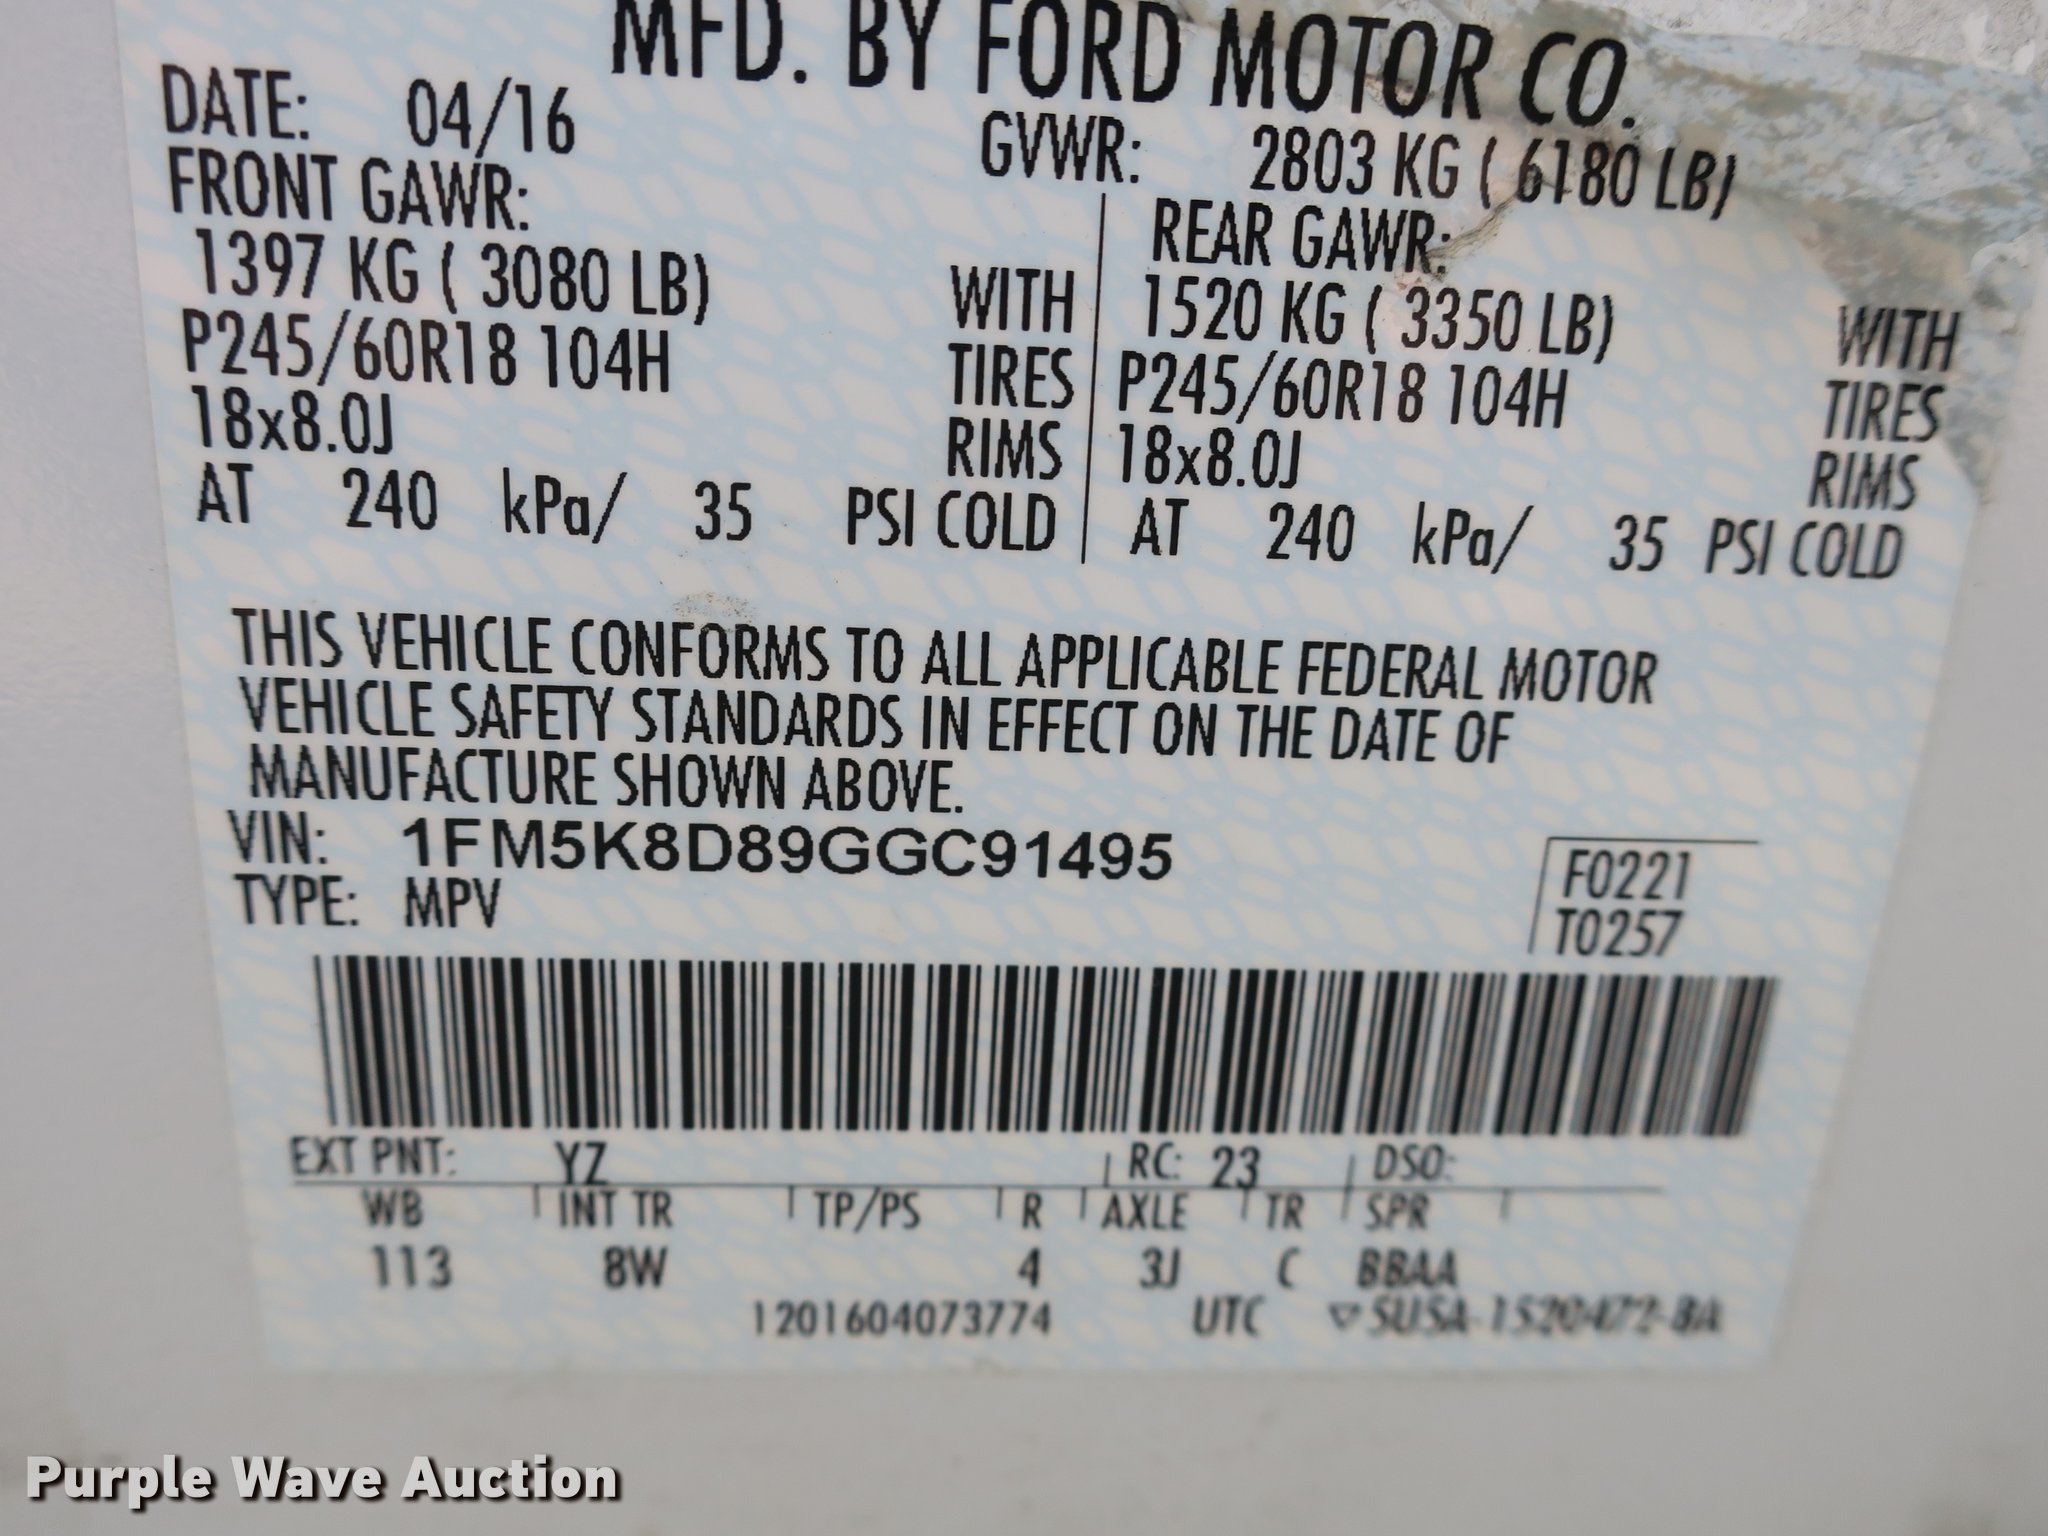 MFD. BY FORD MOTOR CO.
DATE: 04/16 GVWR: 2803 KG ( 6180 LB)
FRONT GAWR: REAR GAWR:
1397 KG ( 3080 LB) WITH 1520 KG ( 3350 LB) WITH
P245/60R18 104H TIRES P245/60R18 104H TIRES
18x8.0J RIMS 18x8.0J RIMS
AT 240 kPa/ 35 PSI COLD AT 240 kPa/ 35 PSI COLD
THIS VEHICLE CONFORMS TO ALL APPLICABLE FEDERAL MOTOR
VEHICLE SAFETY STANDARDS IN EFFECT ON THE DATE OF
MANUFACTURE SHOWN ABOVE.
VIN: 1FM5K8D89GGC91495
TYPE: MPV
F0221
T0257
EXT PNT: YZ RC: 23 DSO:
WB INT TR TP/PS R AXLE TR SPR
113 8W 4 3J C BBAA
1201604073774 UTC ▽5USA-1520472-BA
Purple Wave Auction